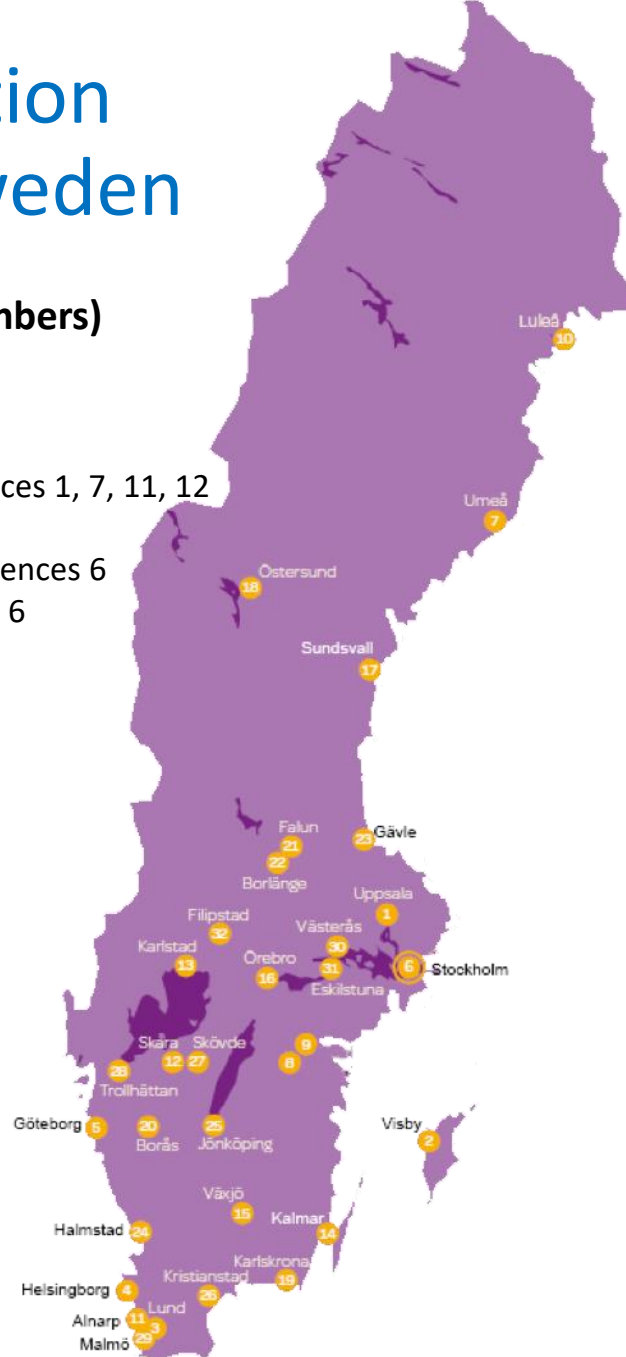 tion
veden
nbers)
ces 1, 7, 11, 12
ences 6
6
Luleå
10
Umeå
7
Östersund
18
Sundsvall
17
Falun
21
Gävle
23
22
Borlänge
Uppsala
1
Filipstad
32
Västerås
30
Karlstad
13
Örebro
16
31
Eskilstuna
6
Stockholm
Skara
12
Skövde
27
9
8
28
Trollhättan
Göteborg
5
20
Borås
25
Jönköping
Visby
2
Växjö
15
Kalmar
14
Halmstad
24
Karlskrona
19
Kristianstad
26
Helsingborg
4
Lund
3
Alnarp
11
Malmö
29